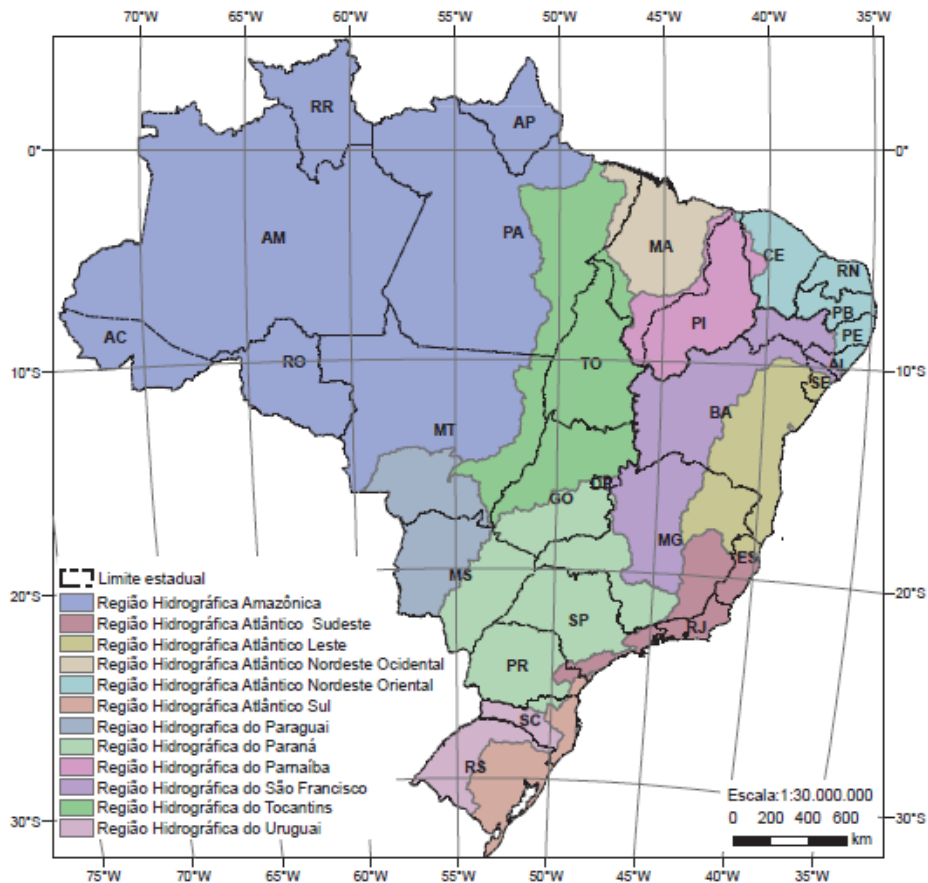 70°W 65°W 60°W 55°W 50°W 45°W 40°W 35°W
RR
AP
0° 0°
AM
PA
MA
CE
RN
PB
PE
PI
AC
RO
TO
AL
SE
10°S 10°S
BA
MT
DF
GO
MG
ES
MS
Limite estadual
20°S 20°S
Região Hidrográfica Amazônica
Região Hidrográfica Atlântico Sudeste
SP
RJ
Região Hidrográfica Atlântico Leste
Região Hidrográfica Atlântico Nordeste Ocidental
PR
Região Hidrográfica Atlântico Nordeste Oriental
Região Hidrográfica Atlântico Sul
SC
Regiao Hidrográfica do Paraguai
Região Hidrográfica do Paraná
Região Hidrográfica do Parnaíba
RS
Região Hidrográfica do São Francisco
Região Hidrográfica do Tocantins
Região Hidrográfica do Uruguai
Escala:1:30.000.000
0 200 400 600
km
30°S 30°S
75°W 70°W 65°W 60°W 55°W 50°W 45°W 40°W 35°W